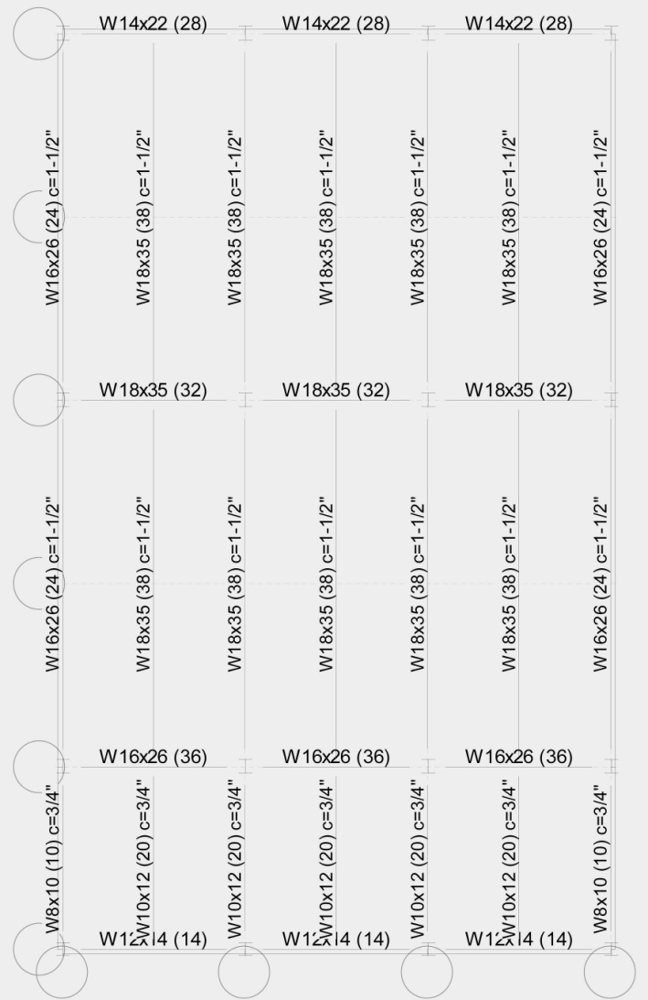 W14x22 (28) W14x22 (28) W14x22 (28)
W16x26 (24) c=1-1/2"
W18x35 (38) c=1-1/2"
W18x35 (38) c=1-1/2"
W18x35 (38) c=1-1/2"
W18x35 (38) c=1-1/2"
W18x35 (38) c=1-1/2"
W16x26 (24) c=1-1/2"
W18x35 (32) W18x35 (32) W18x35 (32)
W16x26 (24) c=1-1/2"
W18x35 (38) c=1-1/2"
W18x35 (38) c=1-1/2"
W18x35 (38) c=1-1/2"
W18x35 (38) c=1-1/2"
W18x35 (38) c=1-1/2"
W16x26 (24) c=1-1/2"
W16x26 (36) W16x26 (36) W16x26 (36)
W8x10 (10) c=3/4"
W10x12 (20) c=3/4"
W10x12 (20) c=3/4"
W10x12 (20) c=3/4"
W10x12 (20) c=3/4"
W10x12 (20) c=3/4"
W8x10 (10) c=3/4"
W12x14 (14) W12x14 (14) W12x14 (14)